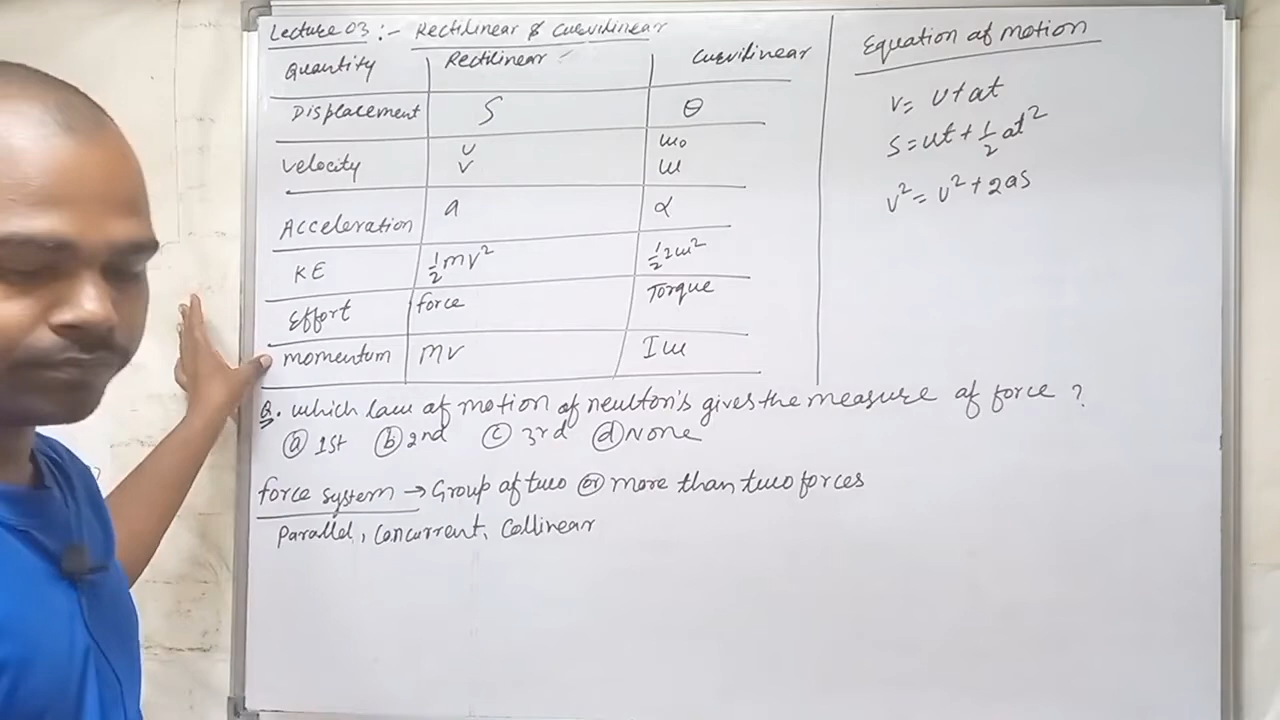 Lecture 03 :- Rectilinear & Curvilinear
Quantity Rectilinear Curvilinear
Displacement S θ
Velocity u ω₀
v ω
Acceleration a α
KE ½mv² ½Iω²
Effort force Torque
momentum mv Iω
Q. which law of motion of newton's gives the measure of force ?
(a) 1st (b) 2nd (c) 3rd (d) None
force system → Group of two (or) more than two forces
Parallel, Concurrent, Collinear
Equation of motion
v = u+at
s = ut + ½at²
v² = u² + 2as